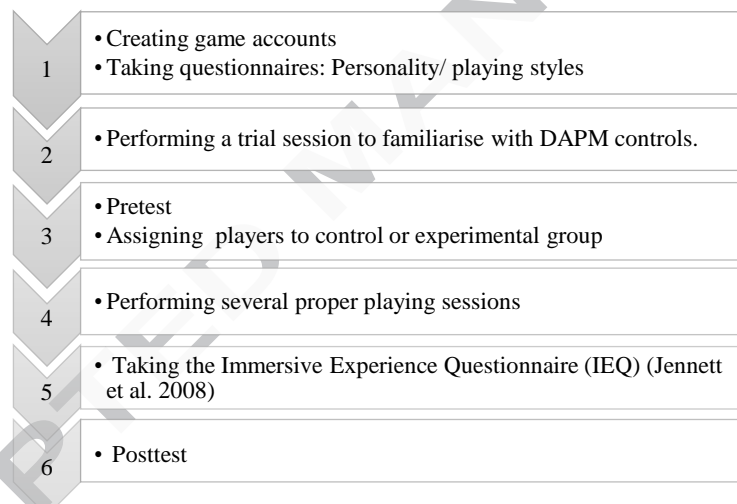 1
• Creating game accounts
• Taking questionnaires: Personality/ playing styles
2
• Performing a trial session to familiarise with DAPM controls.
3
• Pretest
• Assigning players to control or experimental group
4
• Performing several proper playing sessions
5
• Taking the Immersive Experience Questionnaire (IEQ) (Jennett
et al. 2008)
6
• Posttest
PTED MAN